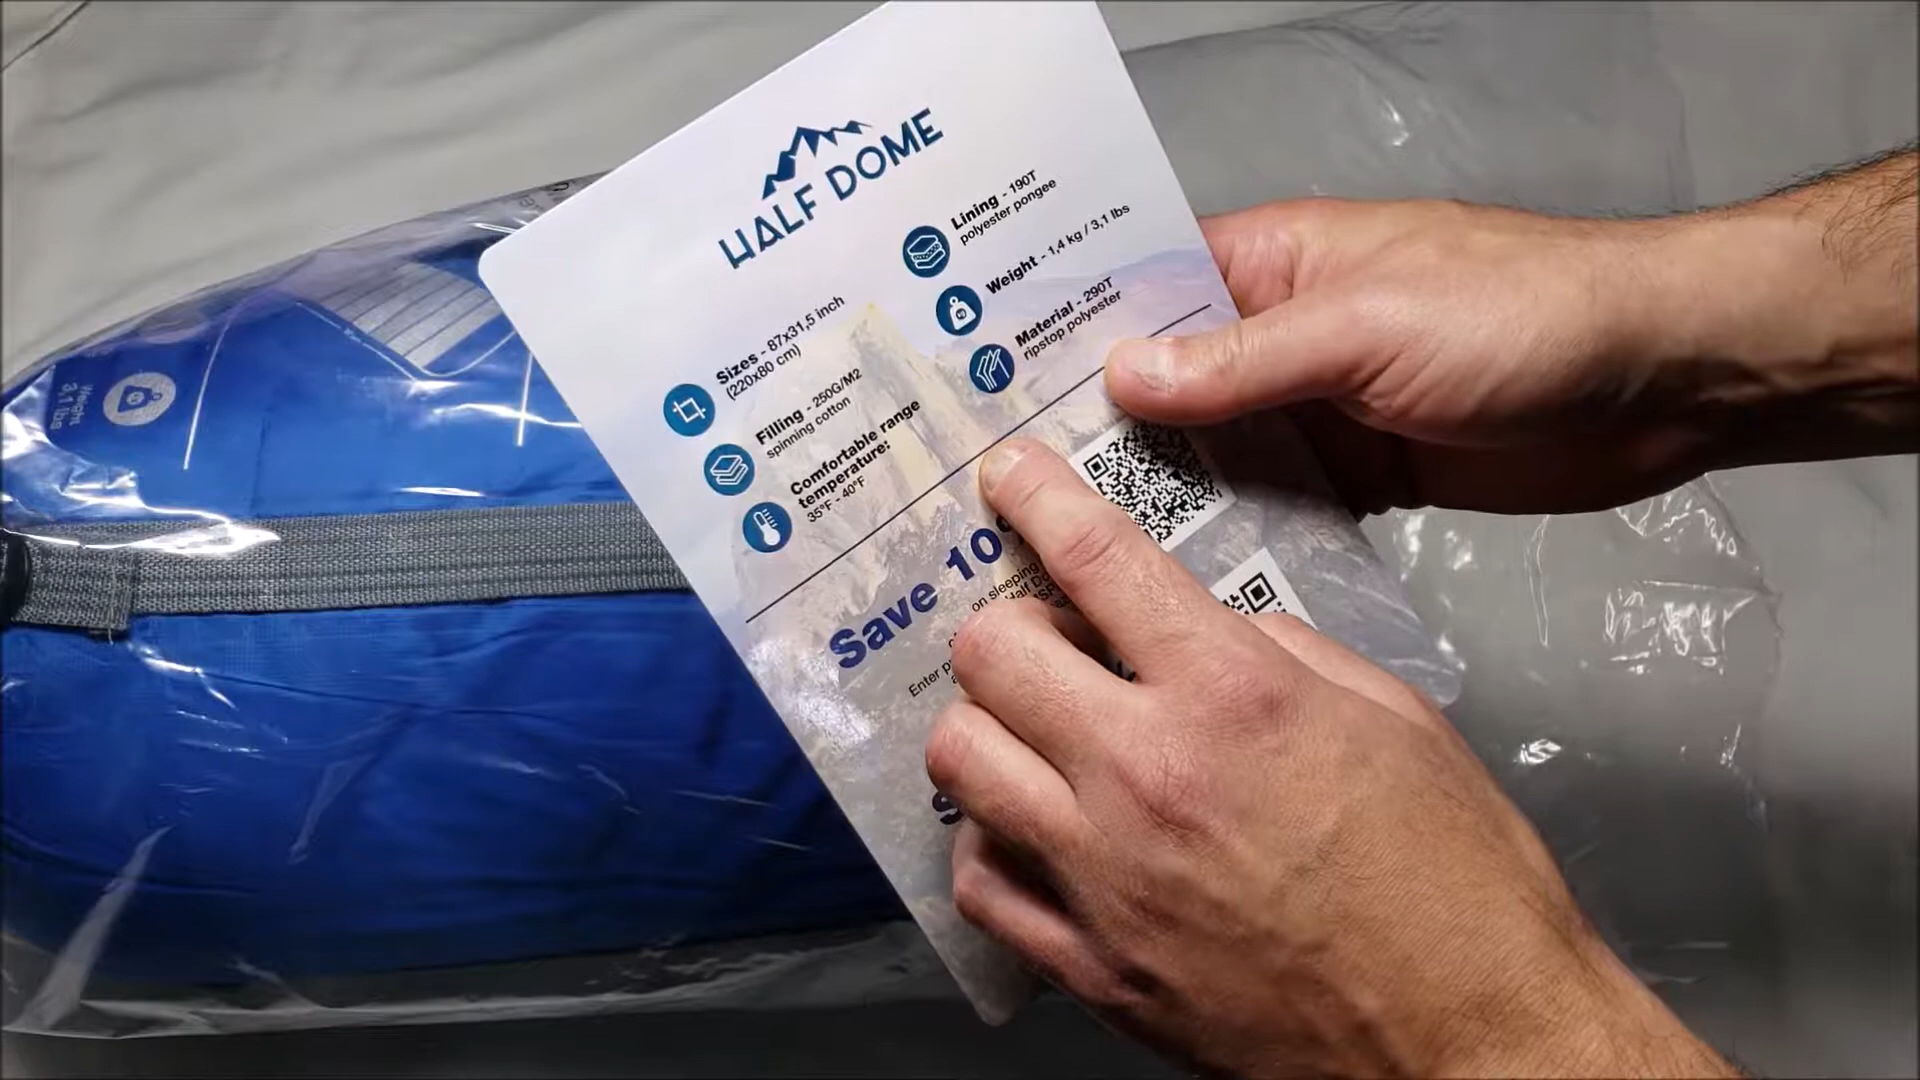 HALF DOME
Sizes - 87x31,5 inch
(220x80 cm)
Filling - 250G/M2
spinning cotton
Comfortable range
temperature:
35°F - 40°F
Lining - 190T
polyester pongee
Weight - 1,4 kg / 3,1 lbs
Material - 290T
ripstop polyester
Save 10
on sleeping
Half
Enter
Weight
3,1 lbs